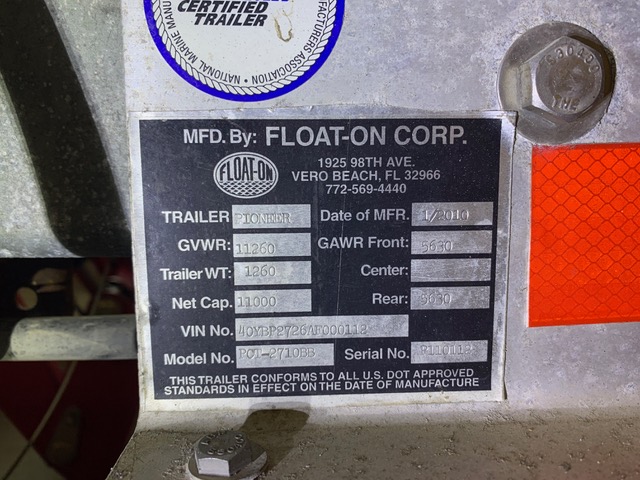 CERTIFIED
TRAILER
NATIONAL MARINE MANUFACTURERS ASSOCIATION
THE
MFD. By: FLOAT-ON CORP.
FLOAT-ON
1925 98TH AVE.
VERO BEACH, FL 32966
772-569-4440
TRAILER PIONEER Date of MFR. 1/2010
GVWR: 11260 GAWR Front: 5630
Trailer WT: 1260 Center:
Net Cap. 11000 Rear: 5630
VIN No.
Model No. POT-2710BB Serial No. P110112
THIS TRAILER CONFORMS TO ALL U.S. DOT APPROVED
STANDARDS IN EFFECT ON THE DATE OF MANUFACTURE